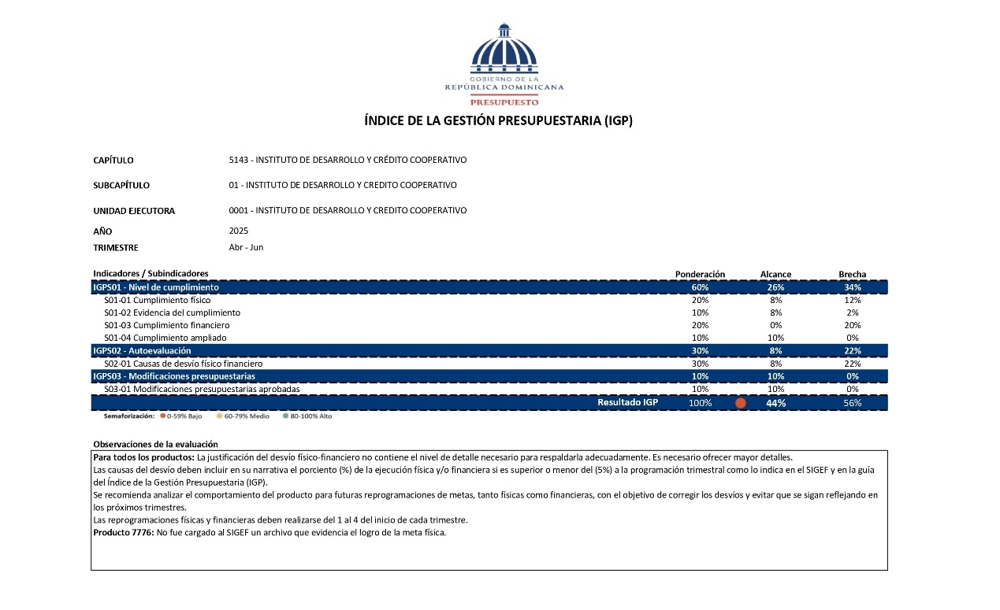 GOBIERNO DE LA
REPÚBLICA DOMINICANA
PRESUPUESTO
ÍNDICE DE LA GESTIÓN PRESUPUESTARIA (IGP)
CAPÍTULO 5143 - INSTITUTO DE DESARROLLO Y CRÉDITO COOPERATIVO
SUBCAPÍTULO 01 - INSTITUTO DE DESARROLLO Y CREDITO COOPERATIVO
UNIDAD EJECUTORA 0001 - INSTITUTO DE DESARROLLO Y CREDITO COOPERATIVO
AÑO 2025
TRIMESTRE Abr - Jun
Indicadores / Subindicadores Ponderación Alcance Brecha
IGPS01 - Nivel de cumplimiento 60% 26% 34%
S01-01 Cumplimiento físico 20% 8% 12%
S01-02 Evidencia del cumplimiento 10% 8% 2%
S01-03 Cumplimiento financiero 20% 0% 20%
S01-04 Cumplimiento ampliado 10% 10% 0%
IGPS02 - Autoevaluación 30% 8% 22%
S02-01 Causas de desvío físico financiero 30% 8% 22%
IGPS03 - Modificaciones presupuestarias 10% 10% 0%
S03-01 Modificaciones presupuestarias aprobadas 10% 10% 0%
Resultado IGP 100% 44% 56%
Semaforización: 0-59% Bajo 60-79% Medio 80-100% Alto
Observaciones de la evaluación
Para todos los productos: La justificación del desvío físico-financiero no contiene el nivel de detalle necesario para respaldarla adecuadamente. Es necesario ofrecer mayor detalles.
Las causas del desvío deben incluir en su narrativa el porciento (%) de la ejecución física y/o financiera si es superior o menor del (5%) a la programación trimestral como lo indica en el SIGEF y en la guía
del Índice de la Gestión Presupuestaria (IGP).
Se recomienda analizar el comportamiento del producto para futuras reprogramaciones de metas, tanto físicas como financieras, con el objetivo de corregir los desvíos y evitar que se sigan reflejando en
los próximos trimestres.
Las reprogramaciones físicas y financieras deben realizarse del 1 al 4 del inicio de cada trimestre.
Producto 7776: No fue cargado al SIGEF un archivo que evidencia el logro de la meta física.